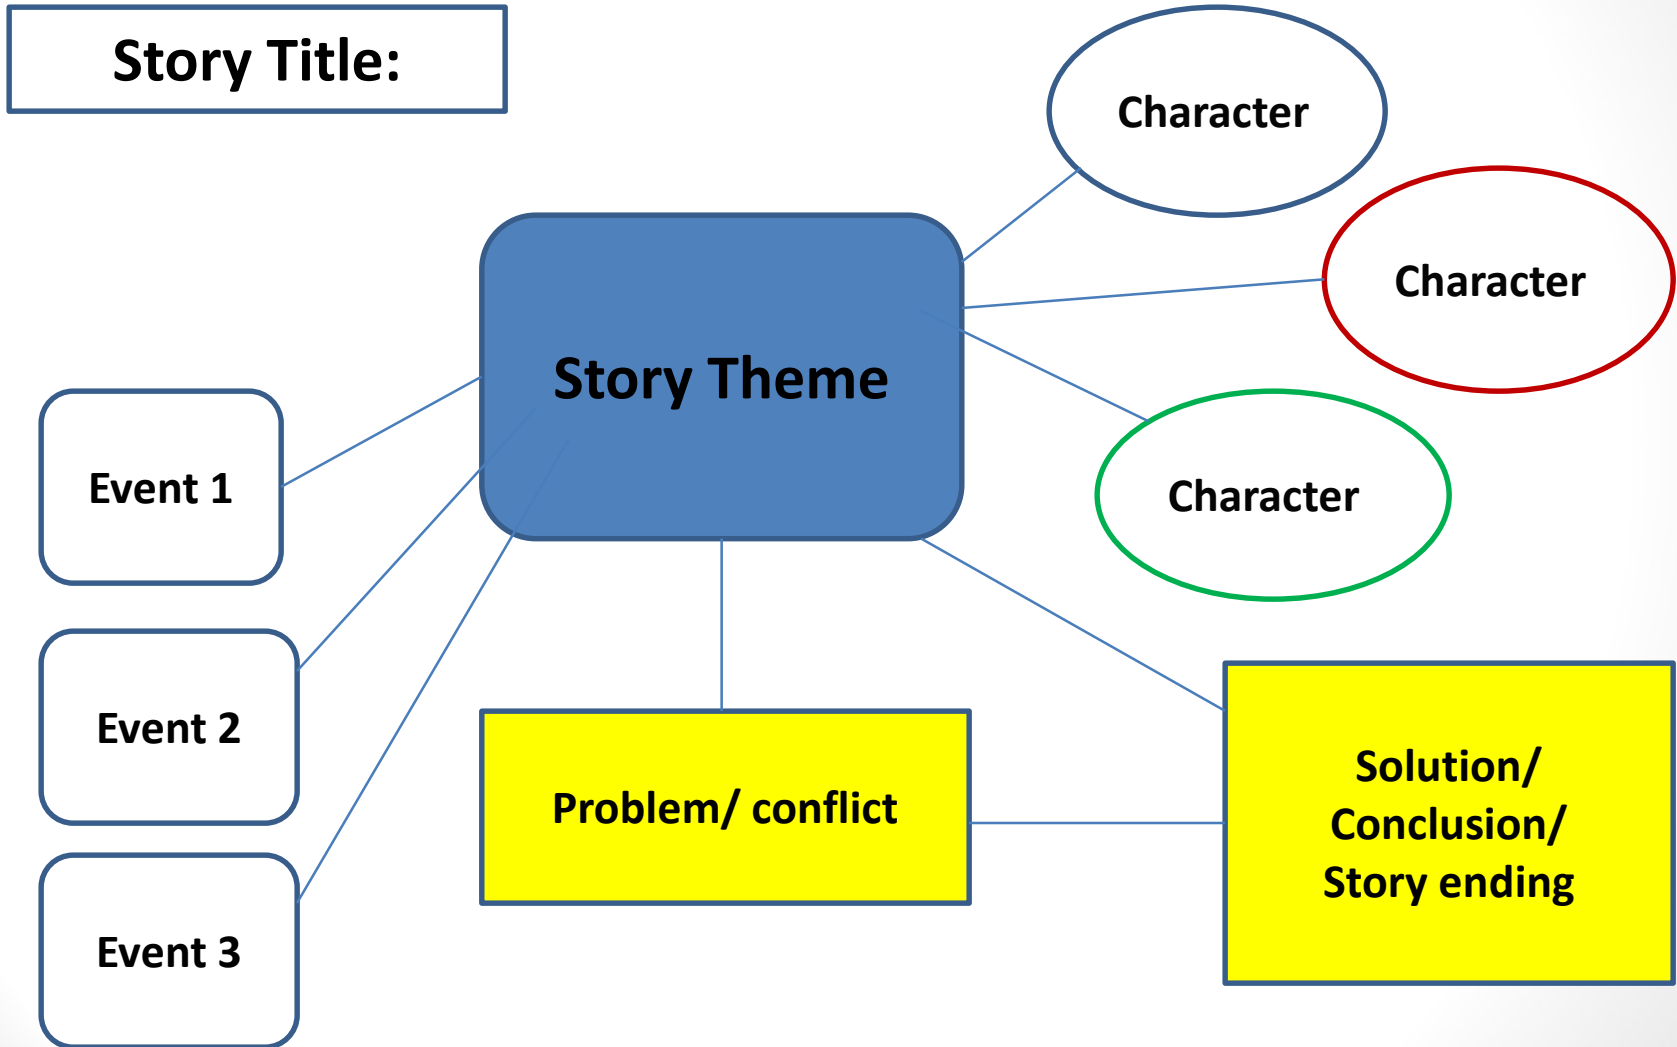 Story Title:
Character
Character
Story Theme
Character
Event 1
Event 2
Problem/ conflict
Solution/
Conclusion/
Story ending
Event 3